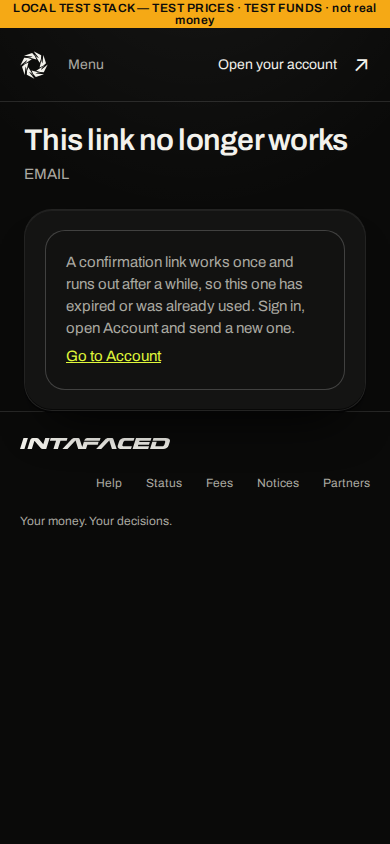 LOCAL TEST STACK — TEST PRICES · TEST FUNDS · not real
money
Menu
Open your account
This link no longer works
EMAIL
A confirmation link works once and
runs out after a while, so this one has
expired or was already used. Sign in,
open Account and send a new one.
Go to Account
INTAFACED
Help Status Fees Notices Partners
Your money. Your decisions.